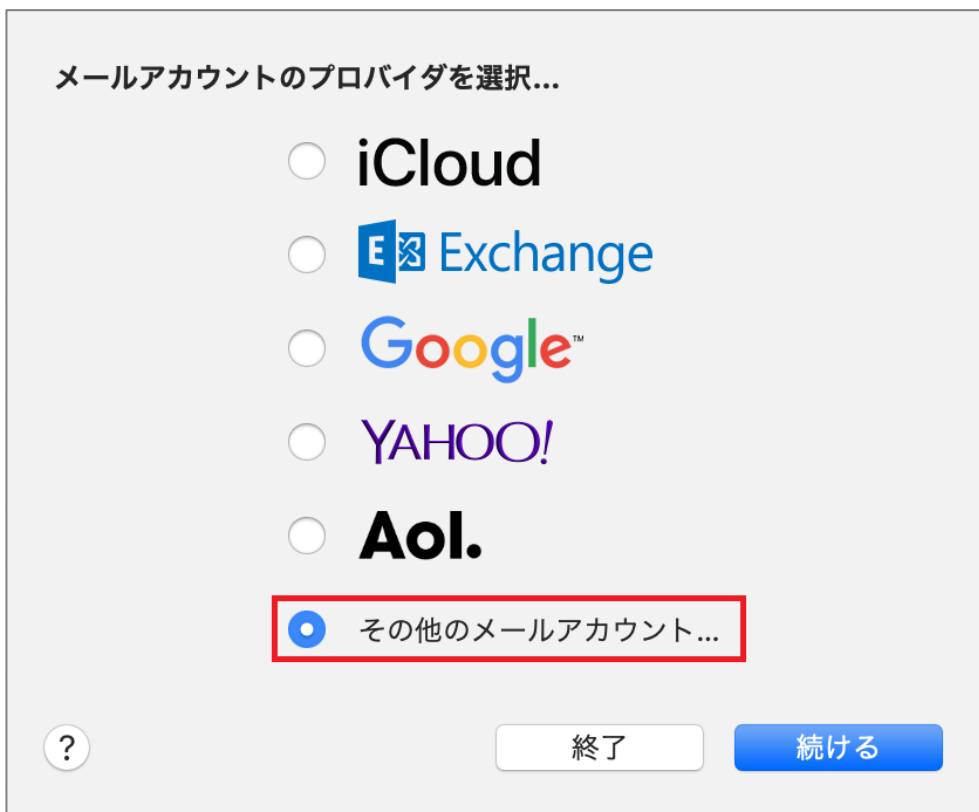 メールアカウントのプロバイダを選択...
iCloud
E Exchange
Google™
YAHOO!
Aol.
その他のメールアカウント...
? 終了 続ける